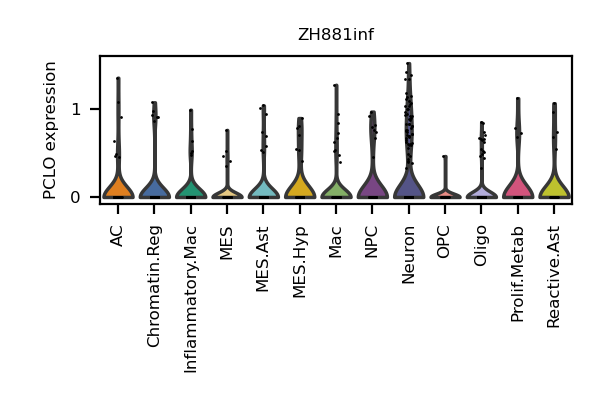 ZH881inf
PCLO expression
1
0
AC
Chromatin.Reg
Inflammatory.Mac
MES
MES.Ast
MES.Hyp
Mac
NPC
Neuron
OPC
Oligo
Prolif.Metab
Reactive.Ast